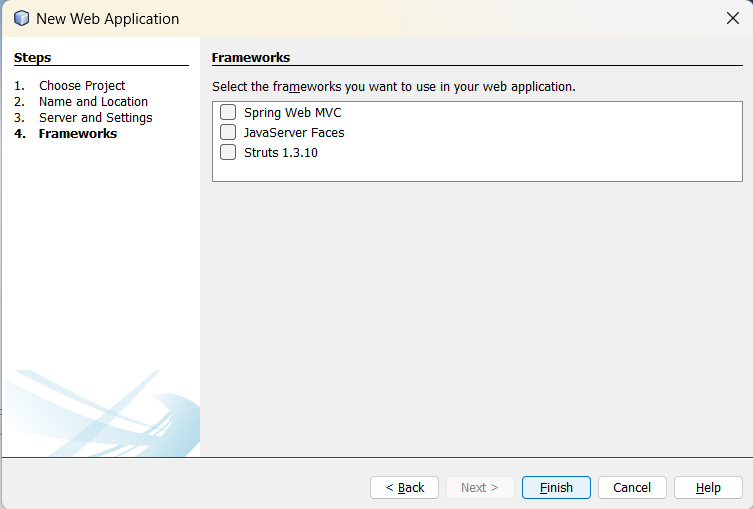 New Web Application
Steps
1. Choose Project
2. Name and Location
3. Server and Settings
4. Frameworks
Frameworks
Select the frameworks you want to use in your web application.
Spring Web MVC
JavaServer Faces
Struts 1.3.10
< Back
Next >
Finish
Cancel
Help